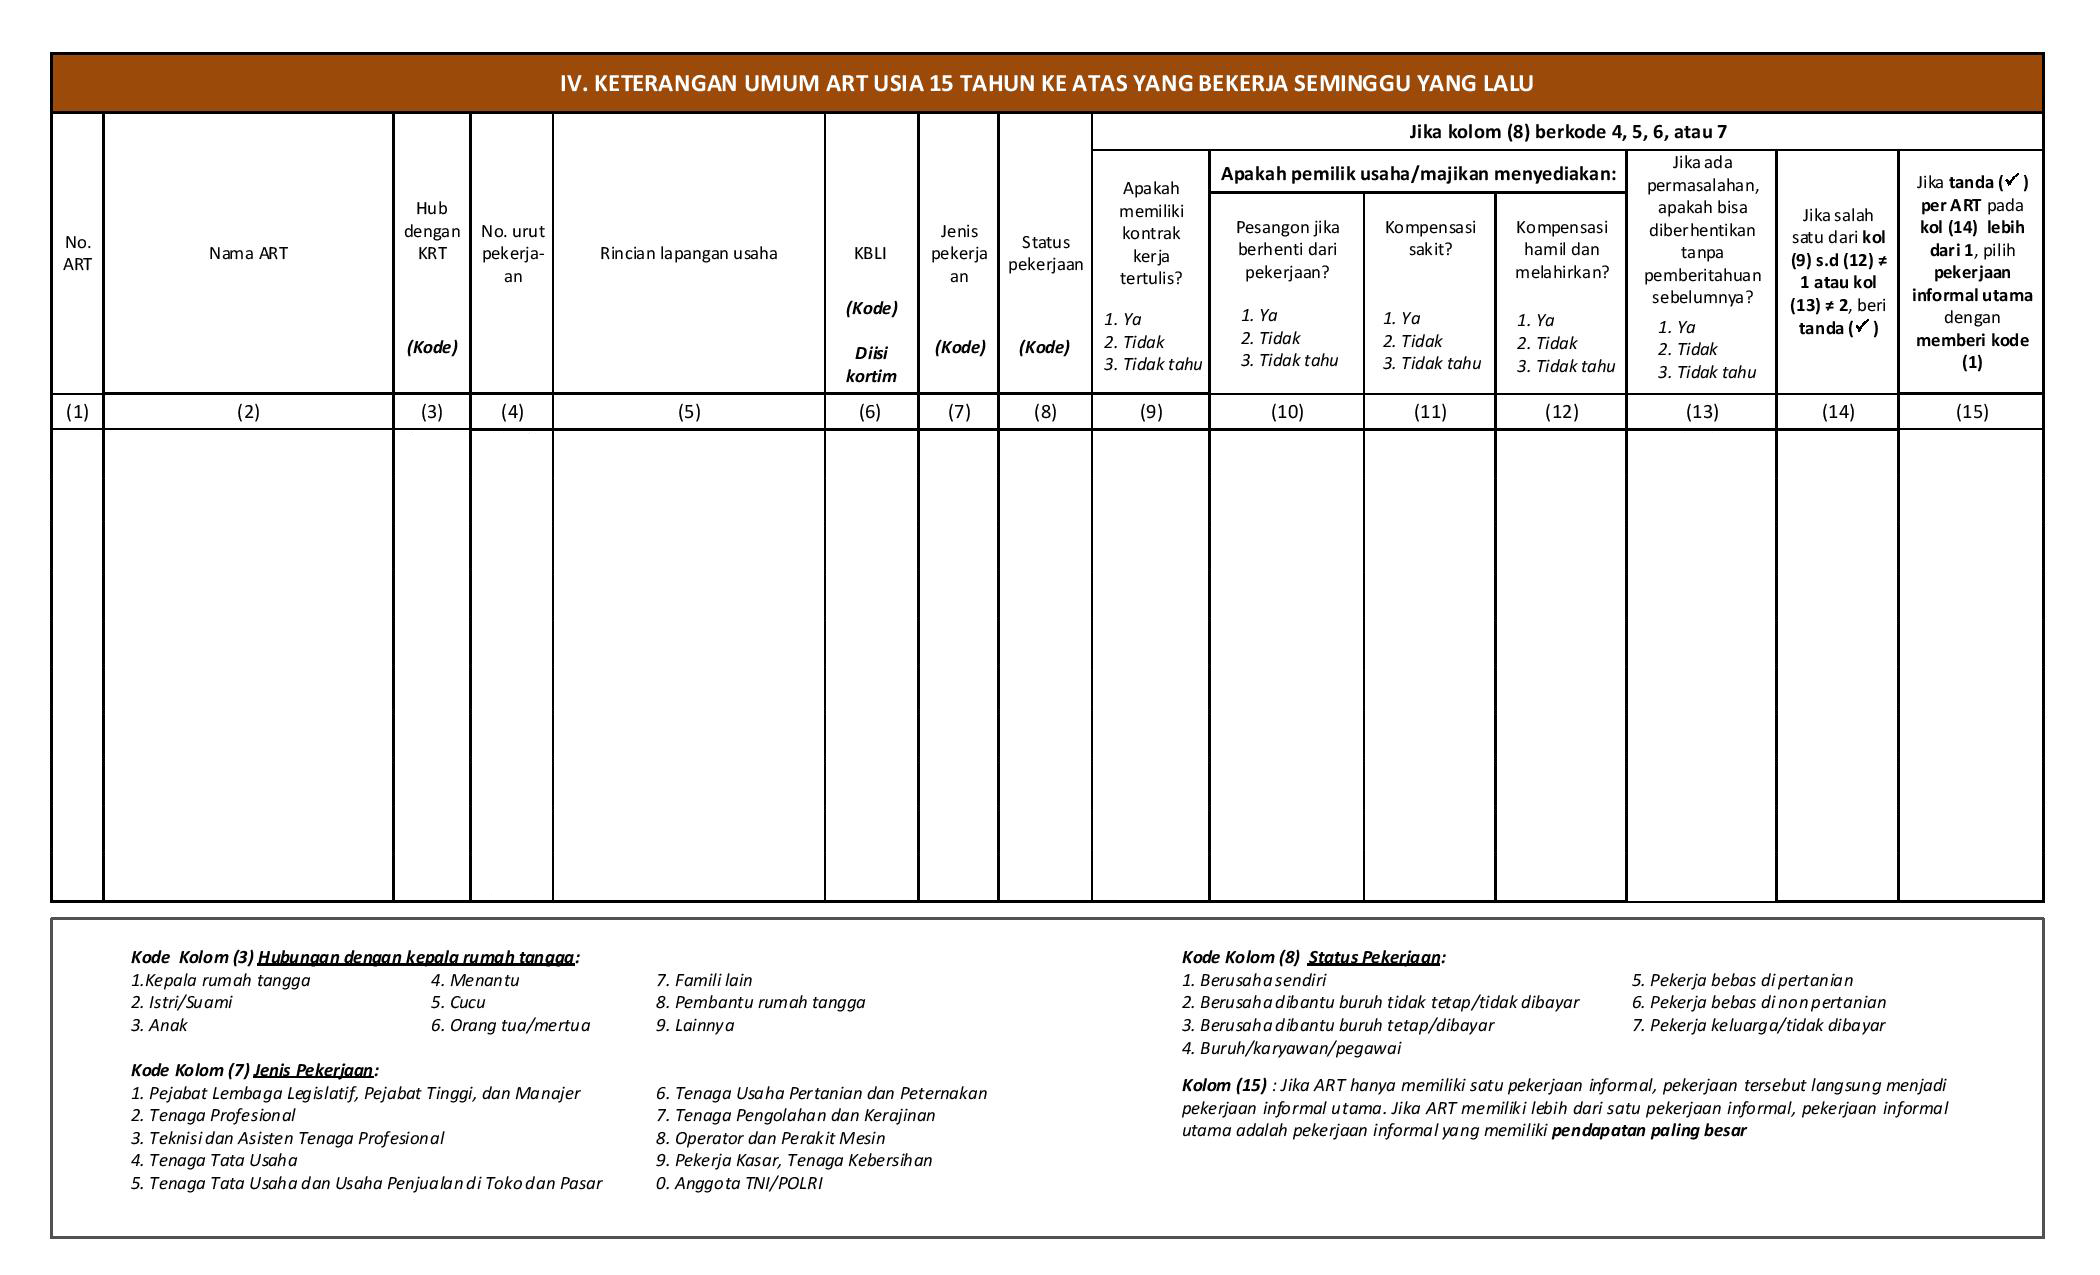 IV. KETERANGAN UMUM ART USIA 15 TAHUN KE ATAS YANG BEKERJA SEMINGGU YANG LALU
No.
ART
Nama ART
Hub
dengan
KRT
(Kode)
No. urut
pekerja-
an
Rincian lapangan usaha
KBLI
(Kode)
Diisi
kortim
Jenis
pekerja
an
(Kode)
Status
pekerjaan
(Kode)
Jika kolom (8) berkode 4, 5, 6, atau 7
Apakah
memiliki
kontrak
kerja
tertulis?
1. Ya
2. Tidak
3. Tidak tahu
Apakah pemilik usaha/majikan menyediakan:
Pesangon jika
berhenti dari
pekerjaan?
1. Ya
2. Tidak
3. Tidak tahu
Kompensasi
sakit?
1. Ya
2. Tidak
3. Tidak tahu
Kompensasi
hamil dan
melahirkan?
1. Ya
2. Tidak
3. Tidak tahu
Jika ada
permasalahan,
apakah bisa
diberhentikan
tanpa
pemberitahuan
sebelumnya?
1. Ya
2. Tidak
3. Tidak tahu
Jika salah
satu dari kol
(9) s.d (12) ≠
1 atau kol
(13) ≠ 2, beri
tanda (✓)
Jika tanda (✓)
per ART pada
kol (14) lebih
dari 1, pilih
pekerjaan
informal utama
dengan
memberi kode
(1)
(1) (2) (3) (4) (5) (6) (7) (8) (9) (10) (11) (12) (13) (14) (15)
Kode Kolom (3) Hubungan dengan kepala rumah tangga:
1.Kepala rumah tangga 4. Menantu 7. Famili lain
2. Istri/Suami 5. Cucu 8. Pembantu rumah tangga
3. Anak 6. Orang tua/mertua 9. Lainnya
Kode Kolom (7) Jenis Pekerjaan:
1. Pejabat Lembaga Legislatif, Pejabat Tinggi, dan Manajer 6. Tenaga Usaha Pertanian dan Peternakan
2. Tenaga Profesional 7. Tenaga Pengolahan dan Kerajinan
3. Teknisi dan Asisten Tenaga Profesional 8. Operator dan Perakit Mesin
4. Tenaga Tata Usaha 9. Pekerja Kasar, Tenaga Kebersihan
5. Tenaga Tata Usaha dan Usaha Penjualan di Toko dan Pasar 0. Anggota TNI/POLRI
Kode Kolom (8) Status Pekerjaan:
1. Berusaha sendiri 5. Pekerja bebas di pertanian
2. Berusaha dibantu buruh tidak tetap/tidak dibayar 6. Pekerja bebas di non pertanian
3. Berusaha dibantu buruh tetap/dibayar 7. Pekerja keluarga/tidak dibayar
4. Buruh/karyawan/pegawai
Kolom (15) : Jika ART hanya memiliki satu pekerjaan informal, pekerjaan tersebut langsung menjadi
pekerjaan informal utama. Jika ART memiliki lebih dari satu pekerjaan informal, pekerjaan informal
utama adalah pekerjaan informal yang memiliki pendapatan paling besar